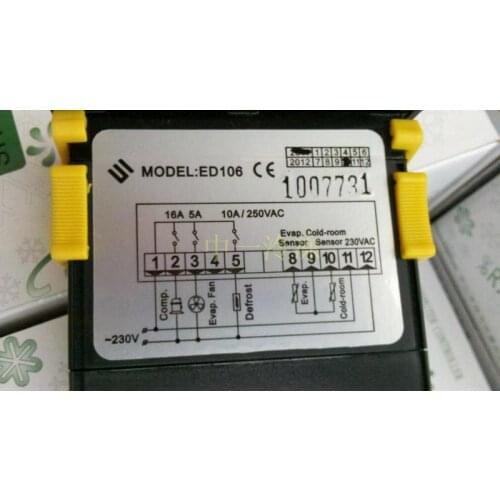 MODEL:ED106 CE
1 2 3 4 5 6
2012 7 8 9 11 12
1007731
16A 5A 10A/250VAC
Evap. Cold-room
Sensor Sensor 230VAC
1 2 3 4 5 8 9 10 11 12
Comp.
Evap. Fan
Defrost
Evap.
Cold-room
~230V